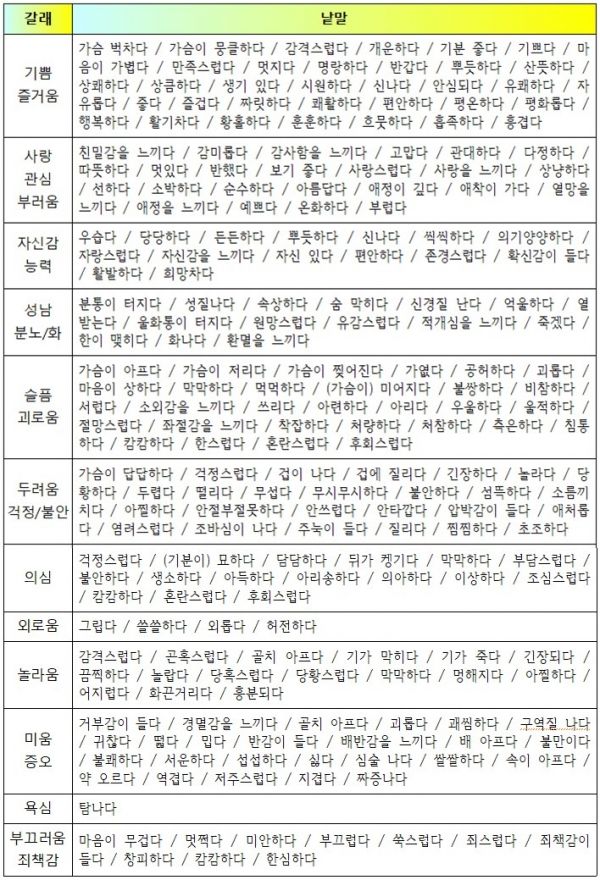 갈래
낱말
기쁨
즐거움
가슴 벅차다 / 가슴이 뭉클하다 / 감격스럽다 / 개운하다 / 기분 좋다 / 기쁘다 / 마
음이 가볍다 / 만족스럽다 / 멋지다 / 명랑하다 / 반갑다 / 뿌듯하다 / 산뜻하다 /
상쾌하다 / 상큼하다 / 생기 있다 / 시원하다 / 신나다 / 안심되다 / 유쾌하다 / 자
유롭다 / 좋다 / 즐겁다 / 짜릿하다 / 쾌활하다 / 편안하다 / 평온하다 / 평화롭다 /
행복하다 / 활기차다 / 황홀하다 / 훈훈하다 / 흐뭇하다 / 흡족하다 / 흥겹다
사랑
관심
부러움
친밀감을 느끼다 / 감미롭다 / 감사함을 느끼다 / 고맙다 / 관대하다 / 다정하다 /
따뜻하다 / 멋있다 / 반했다 / 보기 좋다 / 사랑스럽다 / 사랑을 느끼다 / 상냥하다
/ 선하다 / 소박하다 / 순수하다 / 아름답다 / 애정이 깊다 / 애착이 가다 / 열망을
느끼다 / 애정을 느끼다 / 예쁘다 / 온화하다 / 부럽다
자신감
능력
우습다 / 당당하다 / 든든하다 / 뿌듯하다 / 신나다 / 씩씩하다 / 의기양양하다 /
자랑스럽다 / 자신감을 느끼다 / 자신 있다 / 편안하다 / 존경스럽다 / 확신감이 들다
/ 활발하다 / 희망차다
성남
분노/화
분통이 터지다 / 성질나다 / 속상하다 / 숨 막히다 / 신경질 난다 / 억울하다 / 열
받는다 / 울화통이 터지다 / 원망스럽다 / 유감스럽다 / 적개심을 느끼다 / 죽겠다 /
한이 맺히다 / 화나다 / 환멸을 느끼다
슬픔
괴로움
가슴이 아프다 / 가슴이 저리다 / 가슴이 찢어진다 / 가엾다 / 공허하다 / 괴롭다 /
마음이 상하다 / 막막하다 / 먹먹하다 / (가슴이) 미어지다 / 불쌍하다 / 비참하다 /
서럽다 / 소외감을 느끼다 / 쓰리다 / 아련하다 / 아리다 / 우울하다 / 울적하다 /
절망스럽다 / 좌절감을 느끼다 / 착잡하다 / 처량하다 / 처참하다 / 측은하다 / 침통
하다 / 캄캄하다 / 한스럽다 / 혼란스럽다 / 후회스럽다
두려움
걱정/불안
가슴이 답답하다 / 걱정스럽다 / 겁이 나다 / 겁에 질리다 / 긴장하다 / 놀라다 / 당
황하다 / 두렵다 / 떨리다 / 무섭다 / 무시무시하다 / 불안하다 / 섬뜩하다 / 소름끼
치다 / 아찔하다 / 안절부절못하다 / 안쓰럽다 / 안타깝다 / 압박감이 들다 / 애처롭
다 / 염려스럽다 / 조바심이 나다 / 주눅이 들다 / 질리다 / 찜찜하다 / 초조하다
의심
걱정스럽다 / (기분이) 묘하다 / 담담하다 / 뒤가 켕기다 / 막막하다 / 부담스럽다 /
불안하다 / 생소하다 / 아득하다 / 아리송하다 / 의아하다 / 이상하다 / 조심스럽다
/ 캄캄하다 / 혼란스럽다 / 후회스럽다
외로움
그립다 / 쓸쓸하다 / 외롭다 / 허전하다
놀라움
감격스럽다 / 곤혹스럽다 / 골치 아프다 / 기가 막히다 / 기가 죽다 / 긴장되다 /
끔찍하다 / 놀랍다 / 당혹스럽다 / 당황스럽다 / 막막하다 / 멍해지다 / 아찔하다 /
어지럽다 / 화끈거리다 / 흥분되다
미움
증오
거부감이 들다 / 경멸감을 느끼다 / 골치 아프다 / 괴롭다 / 괘씸하다 / 구역질 나다
/ 귀찮다 / 떫다 / 밉다 / 반감이 들다 / 배반감을 느끼다 / 배 아프다 / 불만이다
/ 불쾌하다 / 서운하다 / 섭섭하다 / 싫다 / 심술 나다 / 쌀쌀하다 / 속이 아프다 /
약 오르다 / 역겹다 / 저주스럽다 / 지겹다 / 짜증나다
욕심
탐나다
부끄러움
죄책감
마음이 무겁다 / 멋쩍다 / 미안하다 / 부끄럽다 / 쑥스럽다 / 죄스럽다 / 죄책감이
들다 / 창피하다 / 캄캄하다 / 한심하다